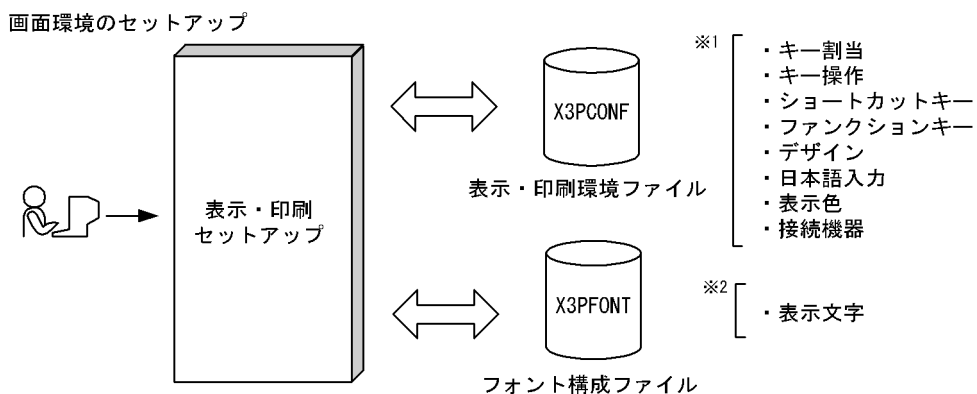 画面環境のセットアップ
表示・印刷
セットアップ
X3PCONF
表示・印刷環境ファイル
※1
・キー割当
・キー操作
・ショートカットキー
・ファンクションキー
・デザイン
・日本語入力
・表示色
・接続機器
X3PFONT
フォント構成ファイル
※2
・表示文字